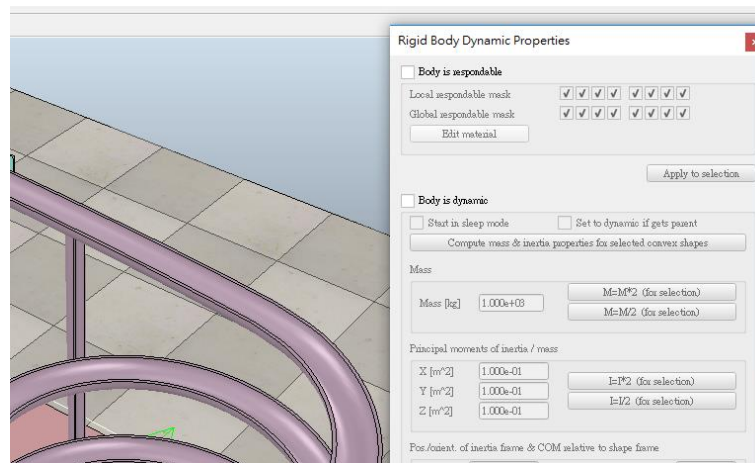 Rigid Body Dynamic Properties
Body is respondable
Local respondable mask
Global respondable mask
Edit material
Apply to selection
Body is dynamic
Start in sleep mode Set to dynamic if gets parent
Compute mass & inertia properties for selected convex shapes
Mass
Mass [kg] 1.000e+03 M=M*2 (for selection)
M=M/2 (for selection)
Principal moments of inertia / mass
X [m^2] 1.000e-01 I=I*2 (for selection)
Y [m^2] 1.000e-01 I=I/2 (for selection)
Z [m^2] 1.000e-01
Pos./orient. of inertia frame & COM relative to shape frame